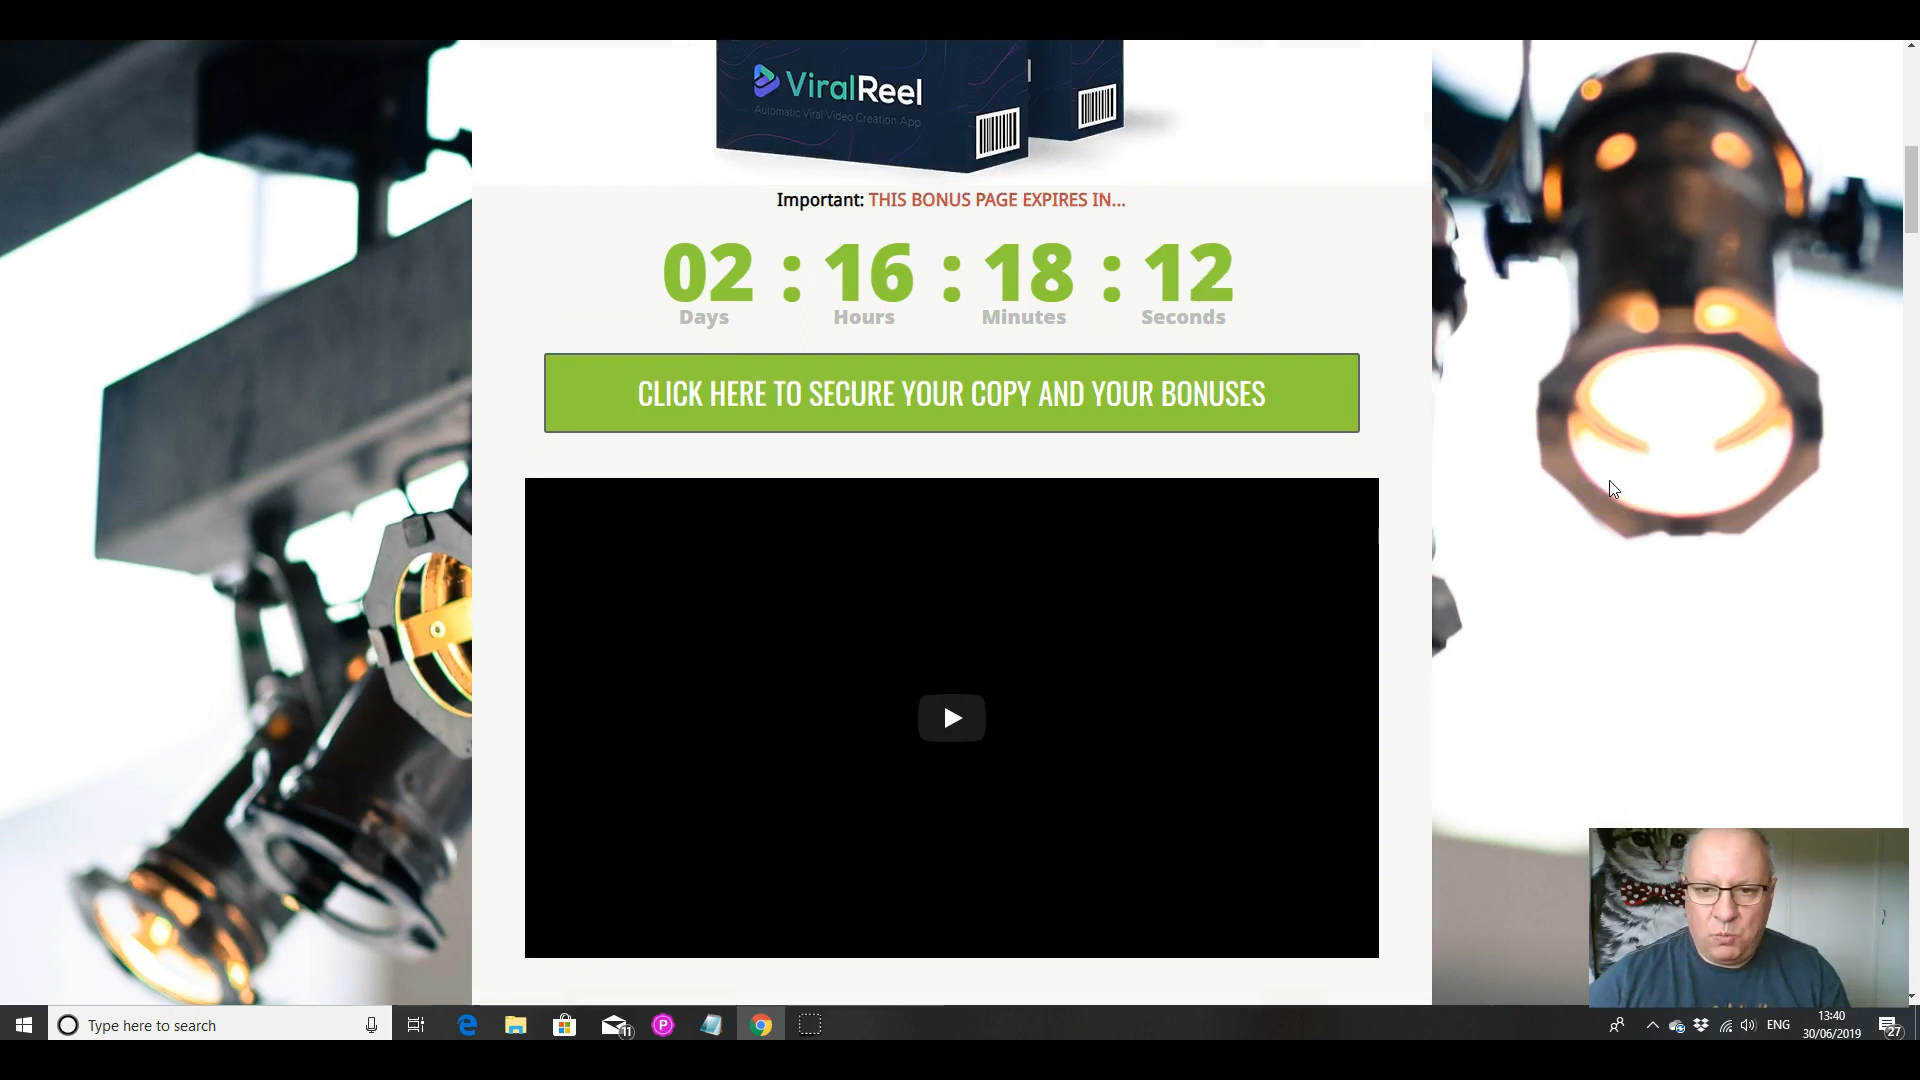 ViralReel
Automatic Viral Video Creation App
Important: THIS BONUS PAGE EXPIRES IN...
02 : 16 : 18 : 12
Days Hours Minutes Seconds
CLICK HERE TO SECURE YOUR COPY AND YOUR BONUSES
Type here to search
11
P
ENG
13:40
30/06/2019
27